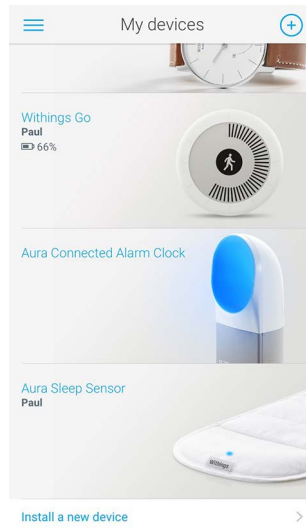 My devices
Withings Go
Paul
66%
Aura Connected Alarm Clock
Aura Sleep Sensor
Paul
Withings
Install a new device